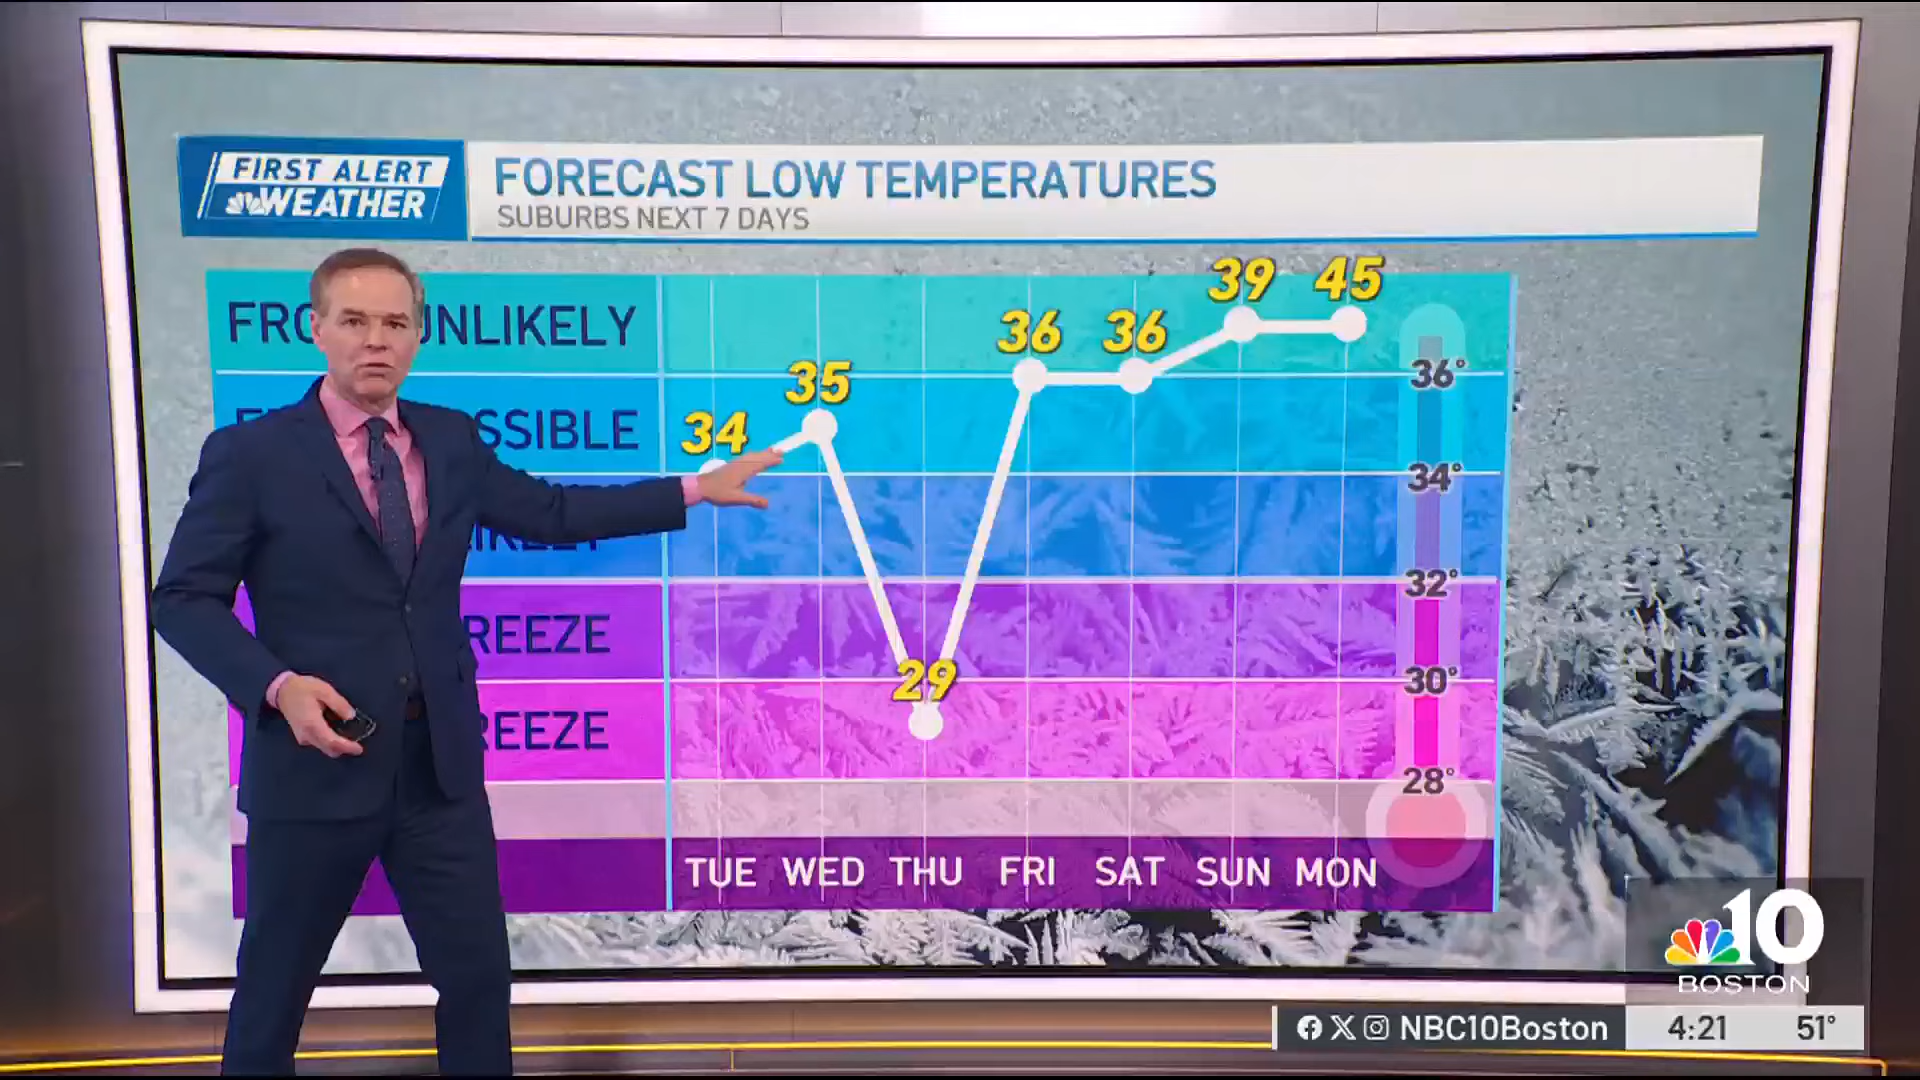 FIRST ALERT
WEATHER
FORECAST LOW TEMPERATURES
SUBURBS NEXT 7 DAYS
39 45
36 36
35
34
29
UNLIKELY
36°
34°
32°
REEZE
30°
REEZE
28°
TUE WED THU FRI SAT SUN MON
10
BOSTON
NBC10Boston 4:21 51°